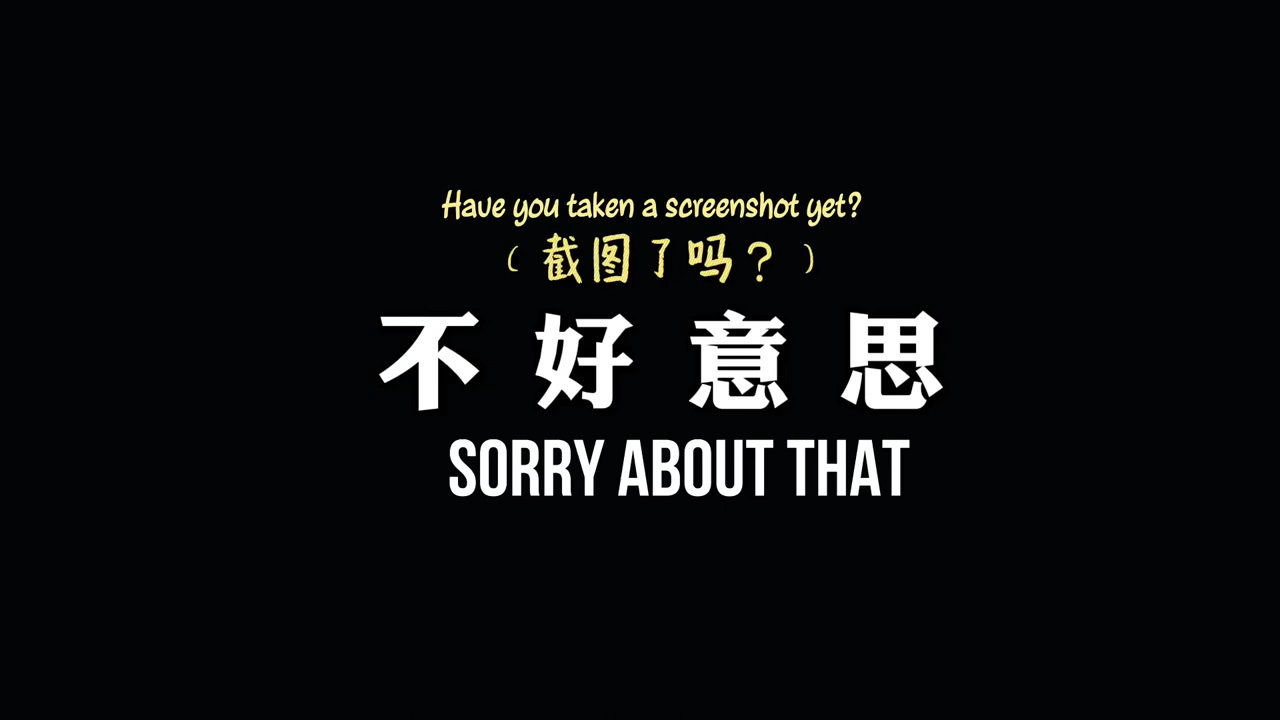 Have you taken a screenshot yet?
（截图了吗？）
不好意思
SORRY ABOUT THAT